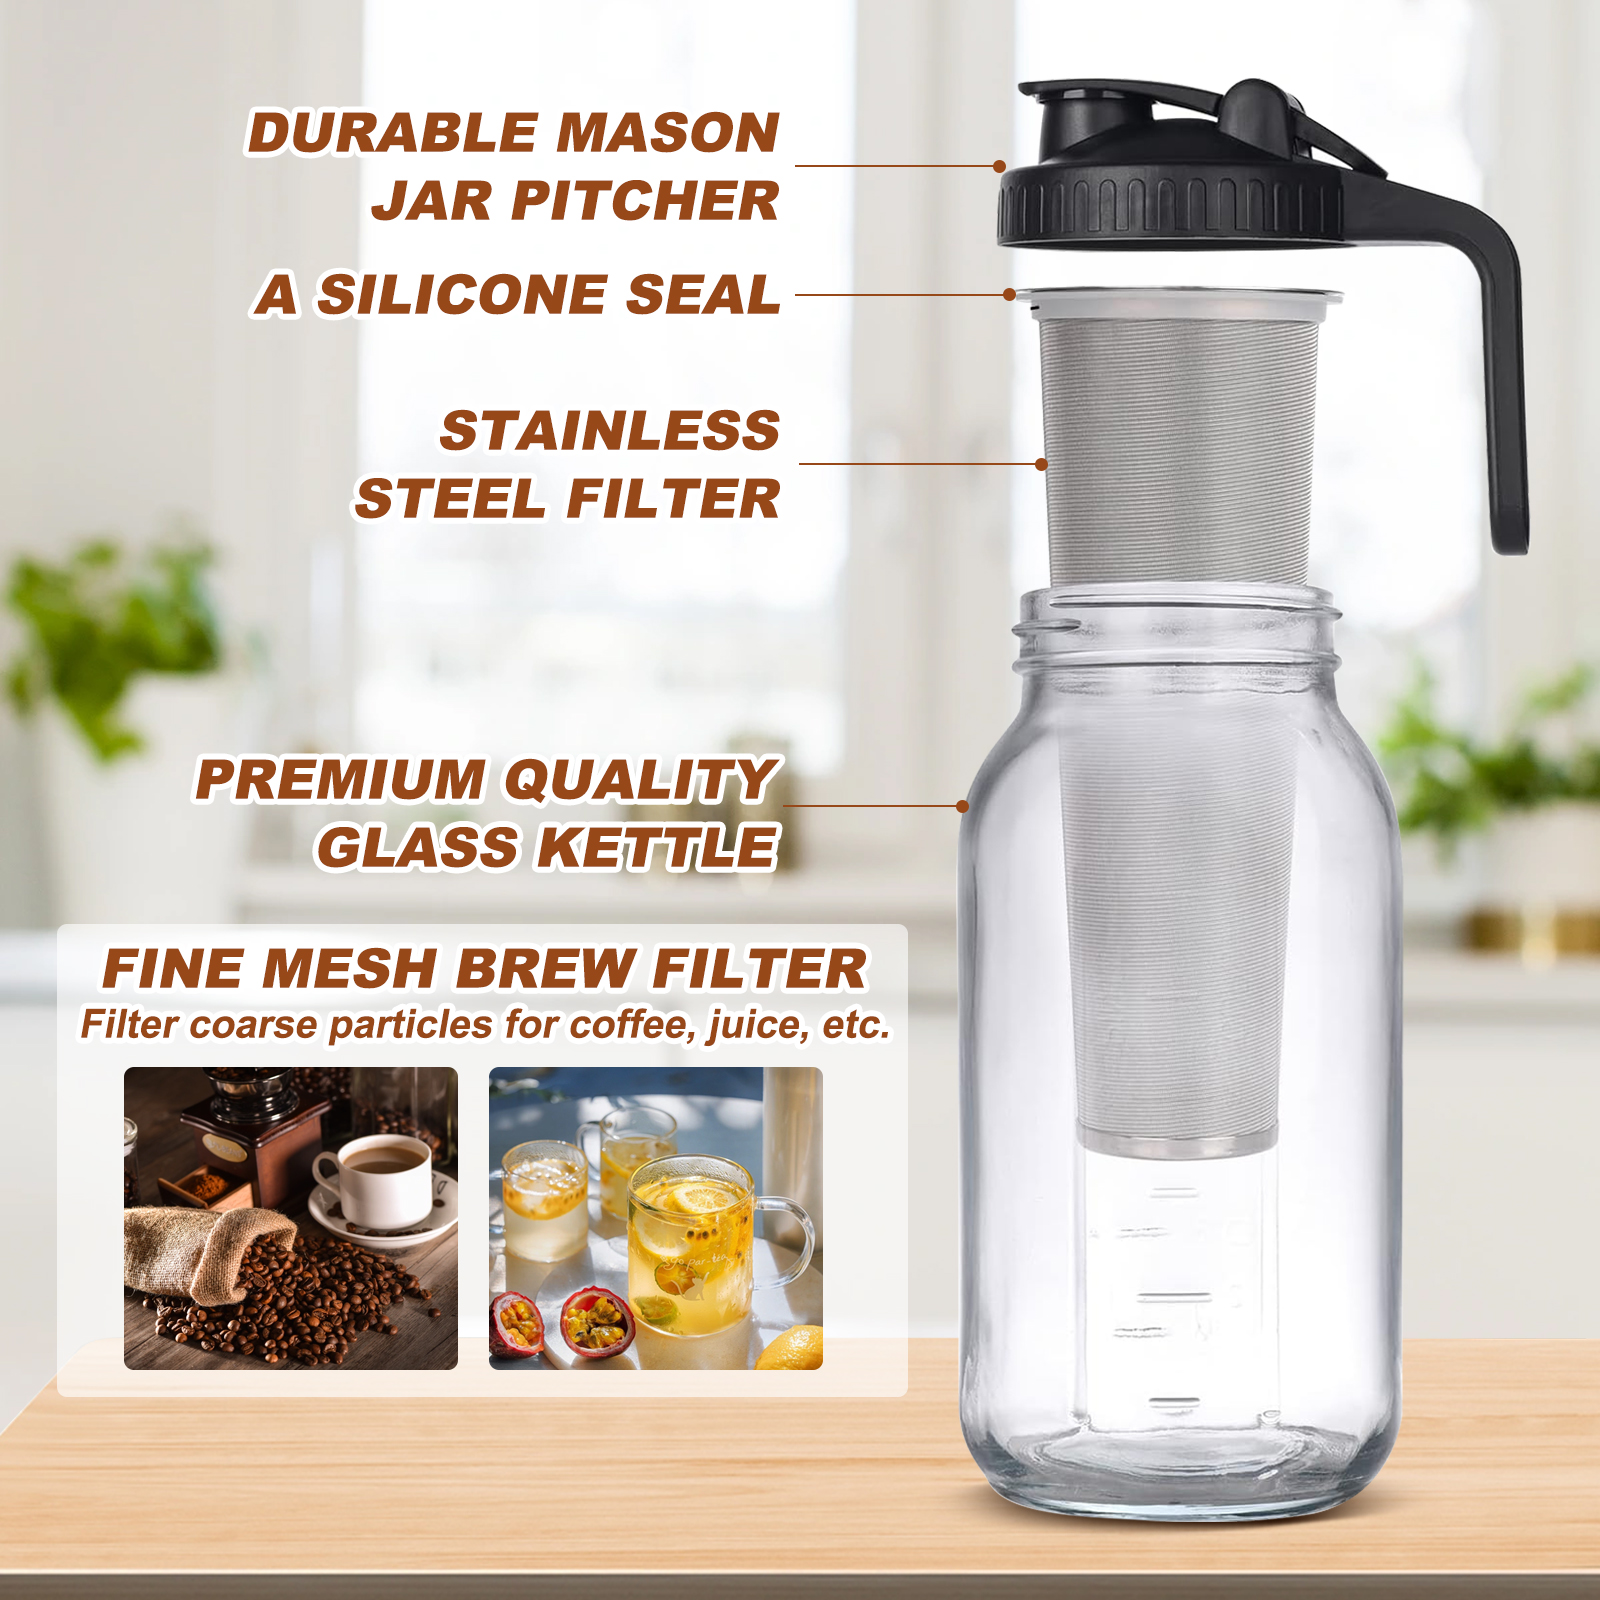 DURABLE MASON
JAR PITCHER
A SILICONE SEAL
STAINLESS
STEEL FILTER
PREMIUM QUALITY
GLASS KETTLE
FINE MESH BREW FILTER
Filter coarse particles for coffee, juice, etc.